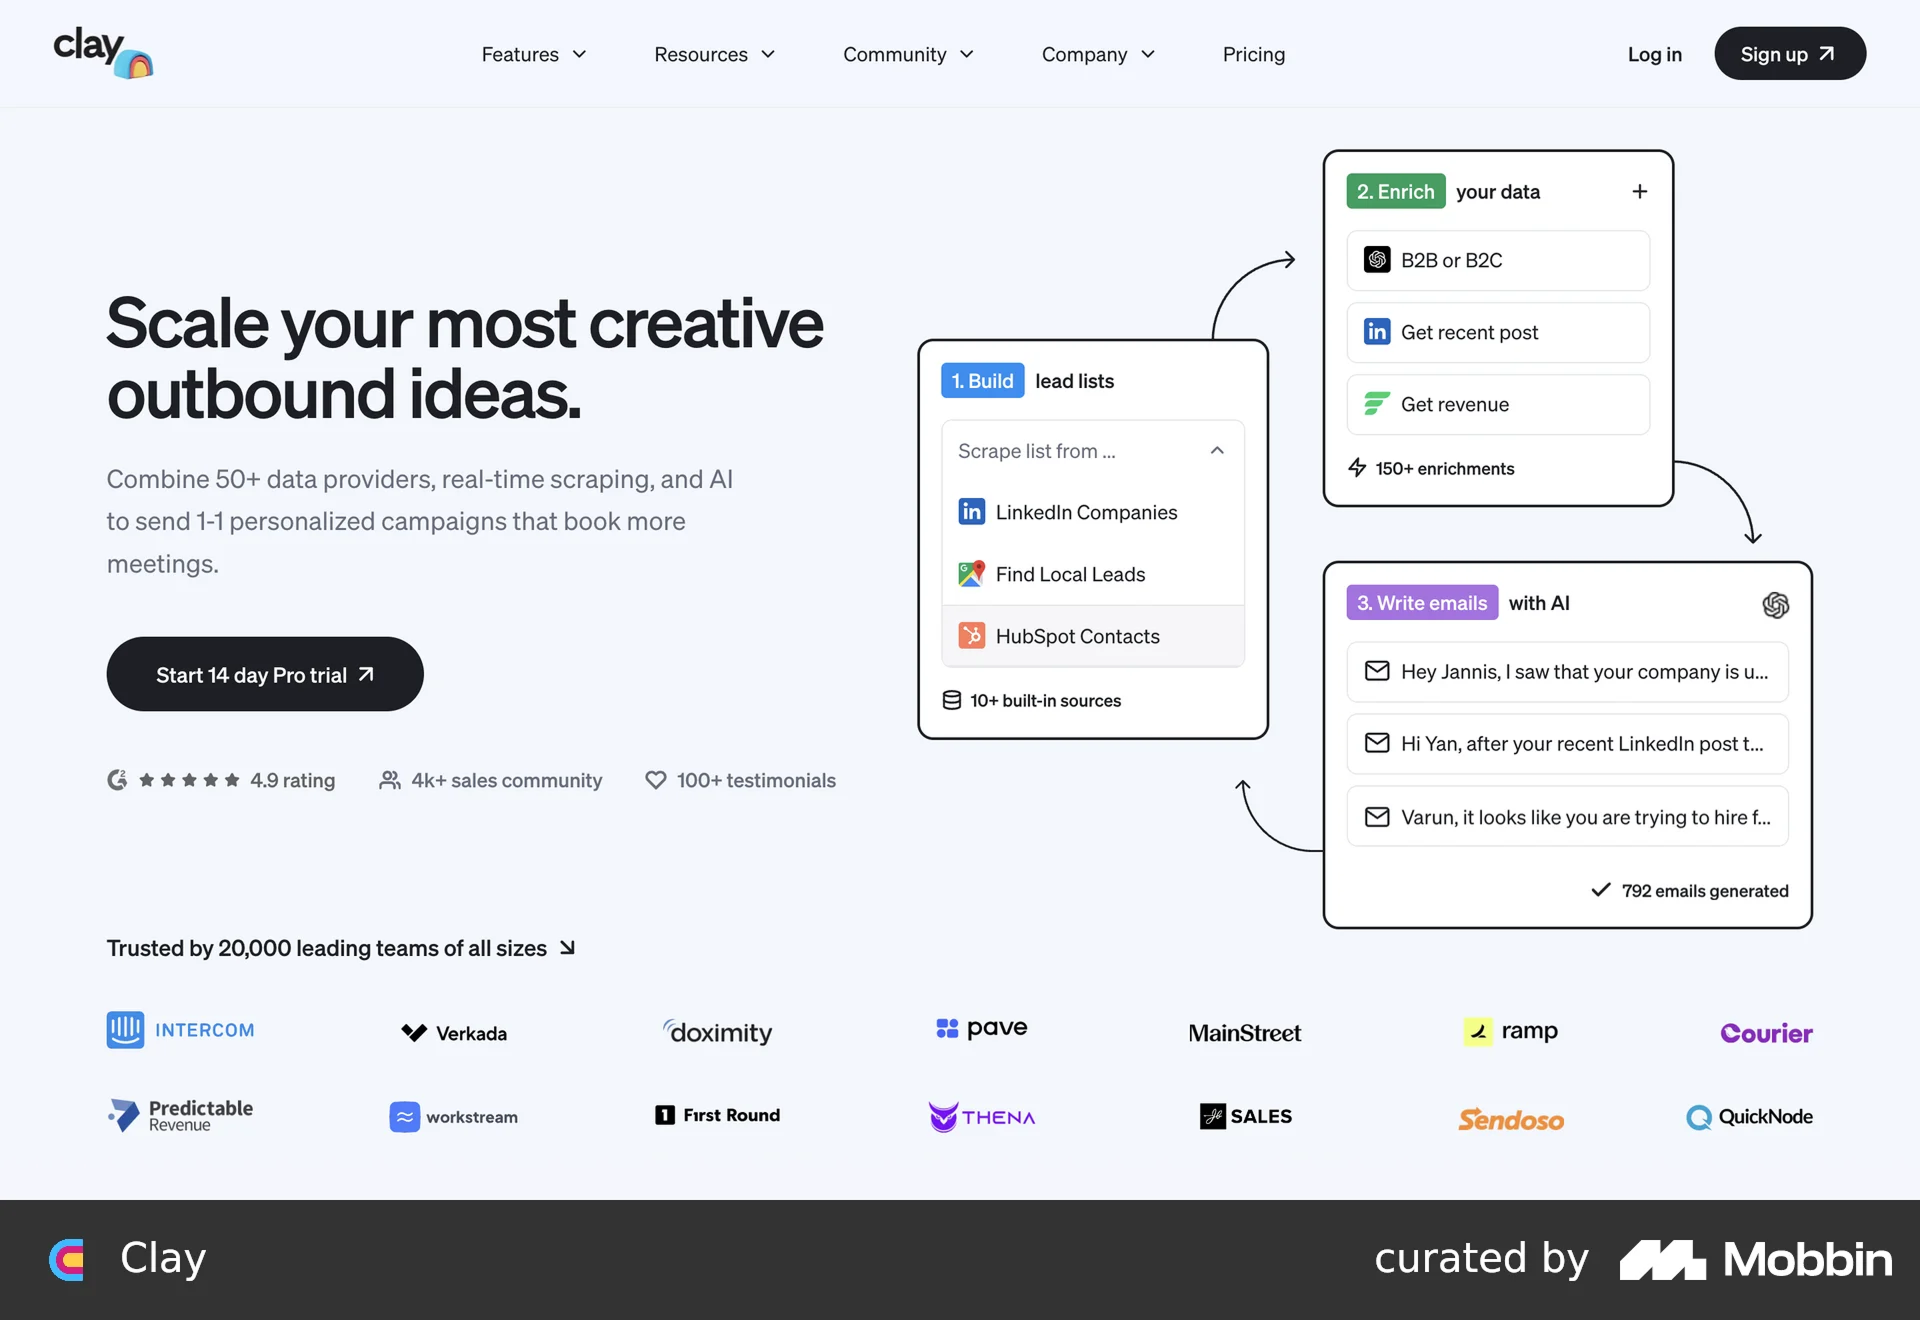 clay
Features
Resources
Community
Company
Pricing
Log in
Sign up
Scale your most creative
outbound ideas.
Combine 50+ data providers, real-time scraping, and AI
to send 1-1 personalized campaigns that book more
meetings.
Start 14 day Pro trial
4.9 rating
4k+ sales community
100+ testimonials
1. Build lead lists
Scrape list from ...
LinkedIn Companies
Find Local Leads
HubSpot Contacts
10+ built-in sources
2. Enrich your data
B2B or B2C
Get recent post
Get revenue
150+ enrichments
3. Write emails with AI
Hey Jannis, I saw that your company is u...
Hi Yan, after your recent LinkedIn post t...
Varun, it looks like you are trying to hire f...
792 emails generated
Trusted by 20,000 leading teams of all sizes
INTERCOM
Verkada
doximity
pave
MainStreet
ramp
Courier
Predictable
Revenue
workstream
1 First Round
THENA
jb SALES
Sendoso
QuickNode
Clay
curated by Mobbin